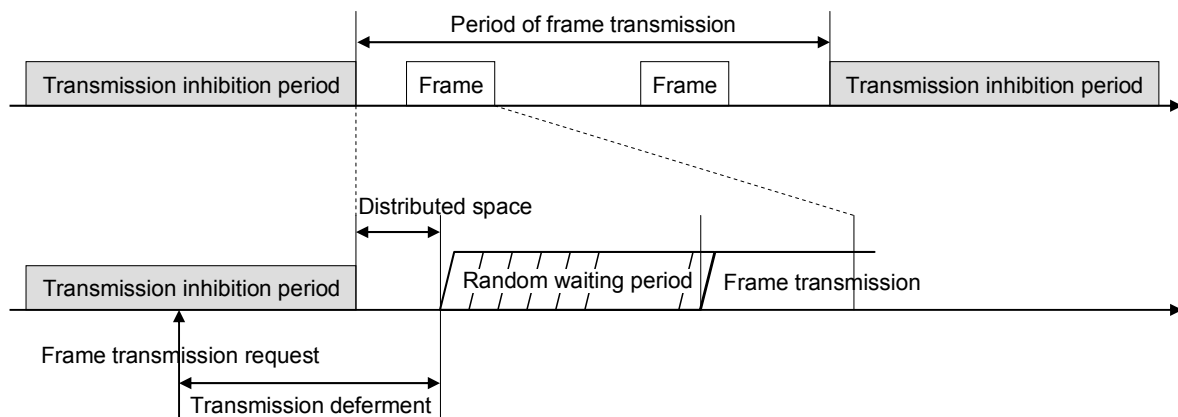 Period of frame transmission
Transmission inhibition period
Frame
Frame
Transmission inhibition period
Distributed space
Transmission inhibition period
Random waiting period
Frame transmission
Frame transmission request
Transmission deferment